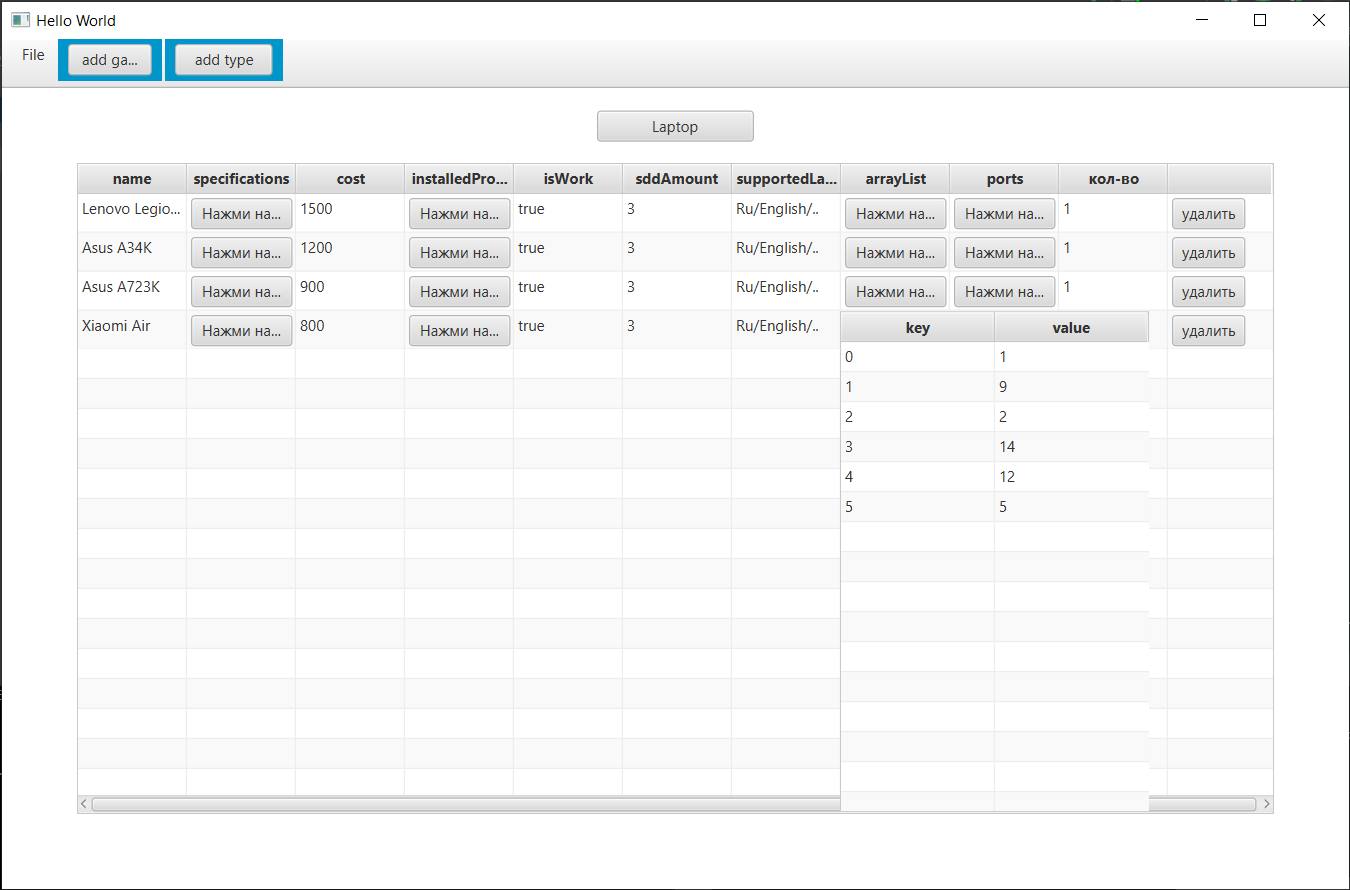 Hello World
File add ga... add type
Laptop
name specifications cost installedPro... isWork sddAmount supportedLa... arrayList ports кол-во
Lenovo Legio... Нажми на... 1500 Нажми на... true 3 Ru/English/.. Нажми на... Нажми на... 1 удалить
Asus A34K Нажми на... 1200 Нажми на... true 3 Ru/English/.. Нажми на... Нажми на... 1 удалить
Asus A723K Нажми на... 900 Нажми на... true 3 Ru/English/.. Нажми на... Нажми на... 1 удалить
Xiaomi Air Нажми на... 800 Нажми на... true 3 Ru/English/.. удалить
key value
0 1
1 9
2 2
3 14
4 12
5 5